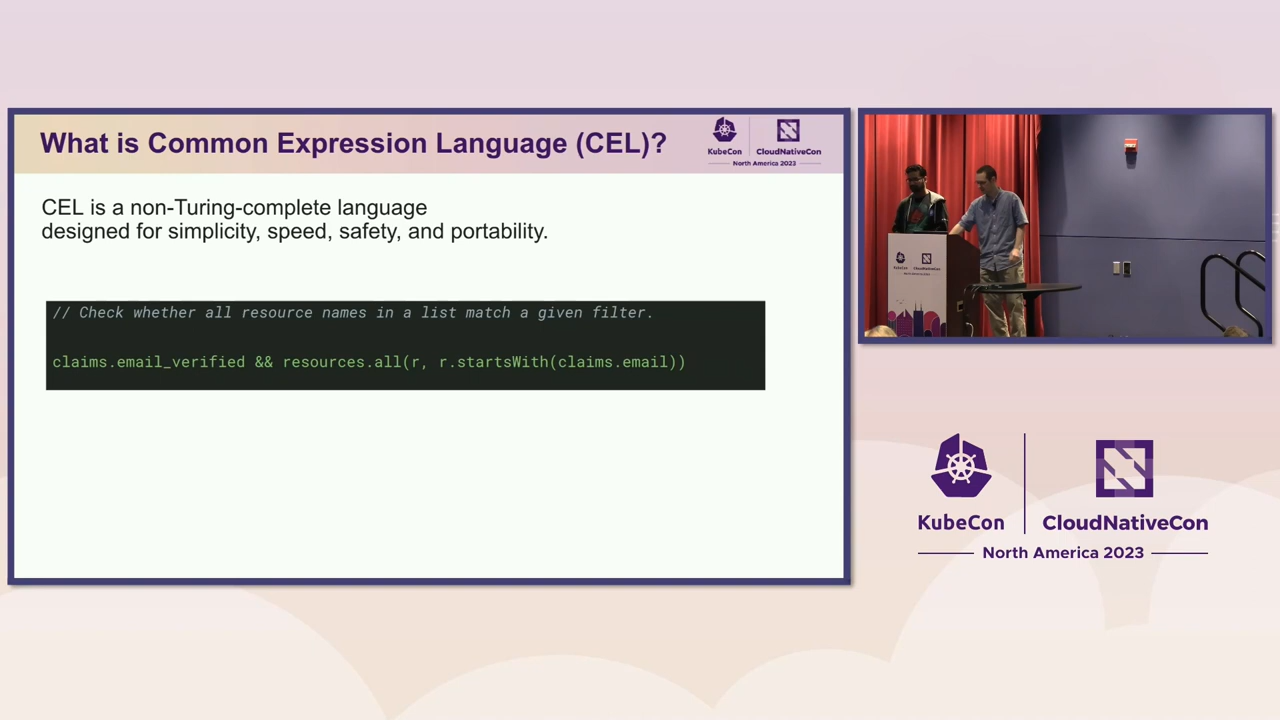 What is Common Expression Language (CEL)?
KubeCon
CloudNativeCon
North America 2023
CEL is a non-Turing-complete language
designed for simplicity, speed, safety, and portability.
// Check whether all resource names in a list match a given filter.
claims.email_verified && resources.all(r, r.startsWith(claims.email))
KubeCon
CloudNativeCon
KubeCon
CloudNativeCon
North America 2023